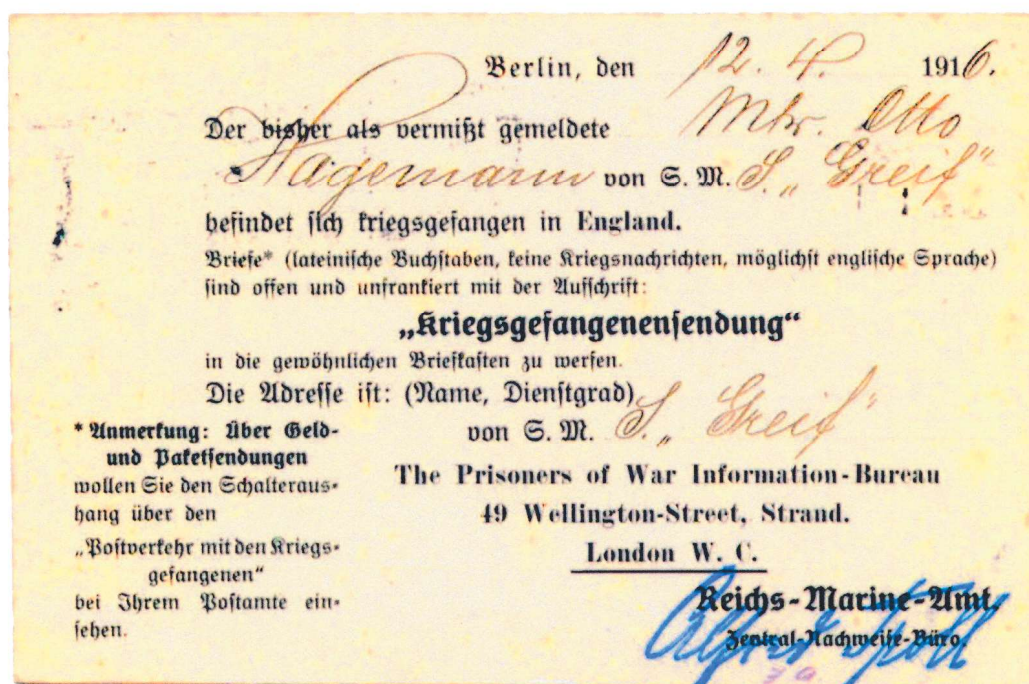 Berlin, den 12. 4. 1916.
Der bisher als vermißt gemeldete Mtr. Otto
Hagemann von S. M. S. „Greif“
befindet sich kriegsgefangen in England.
Briefe* (lateinische Buchstaben, keine Kriegsnachrichten, möglichst englische Sprache)
sind offen und unfrankiert mit der Aufschrift:
„Kriegsgefangenensendung“
in die gewöhnlichen Briefkasten zu werfen.
Die Adresse ist: (Name, Dienstgrad)
von S. M. S. „Greif“
The Prisoners of War Information-Bureau
49 Wellington-Street, Strand.
London W. C.
* Anmerkung: Über Geld-
und Paketsendungen
wollen Sie den Schalteraus-
hang über den
„Postverkehr mit den Kriegs-
gefangenen“
bei Ihrem Postamte ein-
sehen.
Reichs-Marine-Amt.
Zentral-Nachweise-Büro.
Alfred